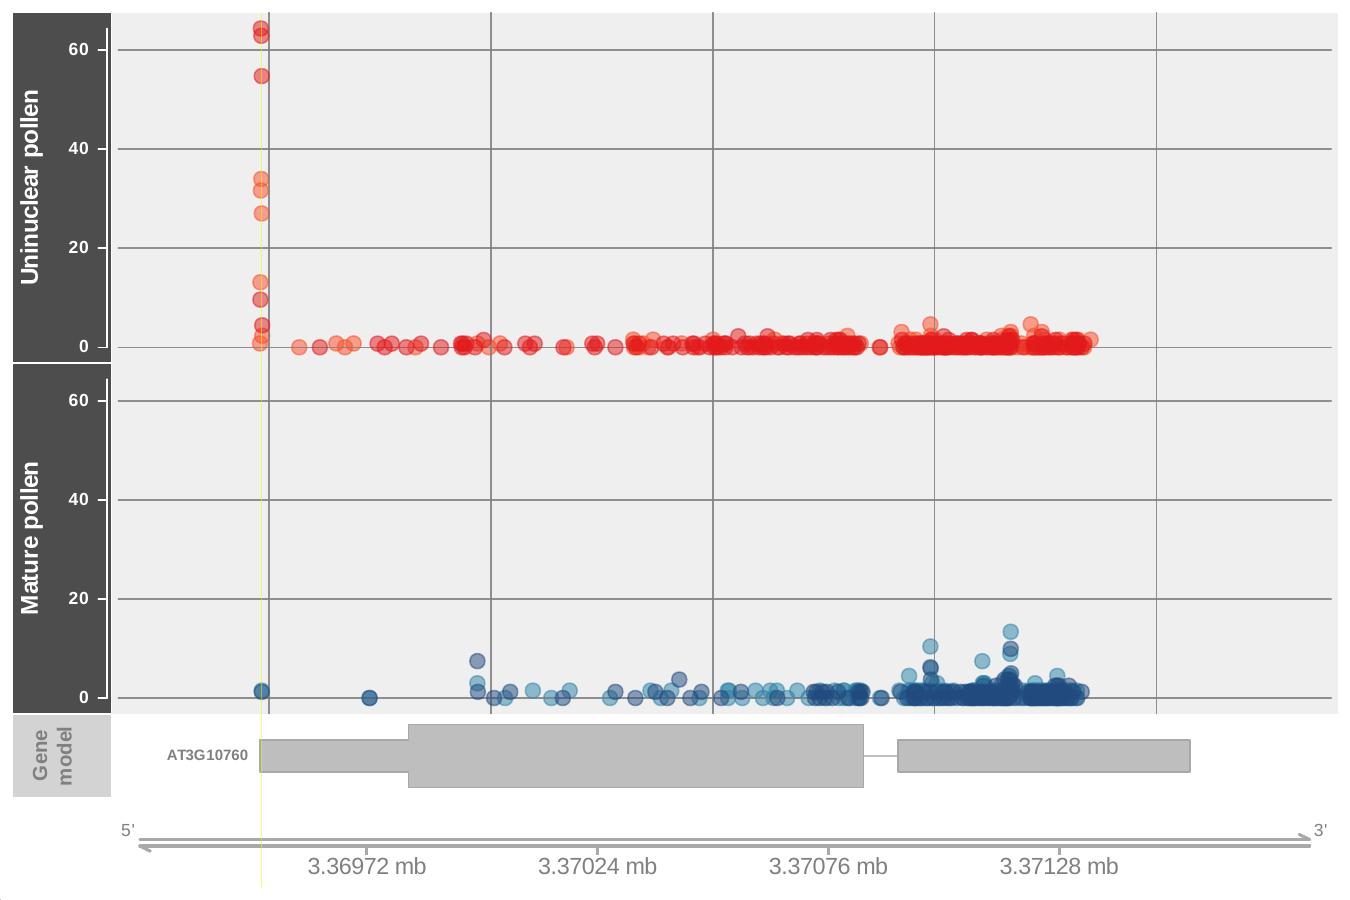 Uninuclear pollen
60
40
20
0
Mature pollen
60
40
20
0
Gene
model
AT3G10760
5'
3'
3.36972 mb
3.37024 mb
3.37076 mb
3.37128 mb